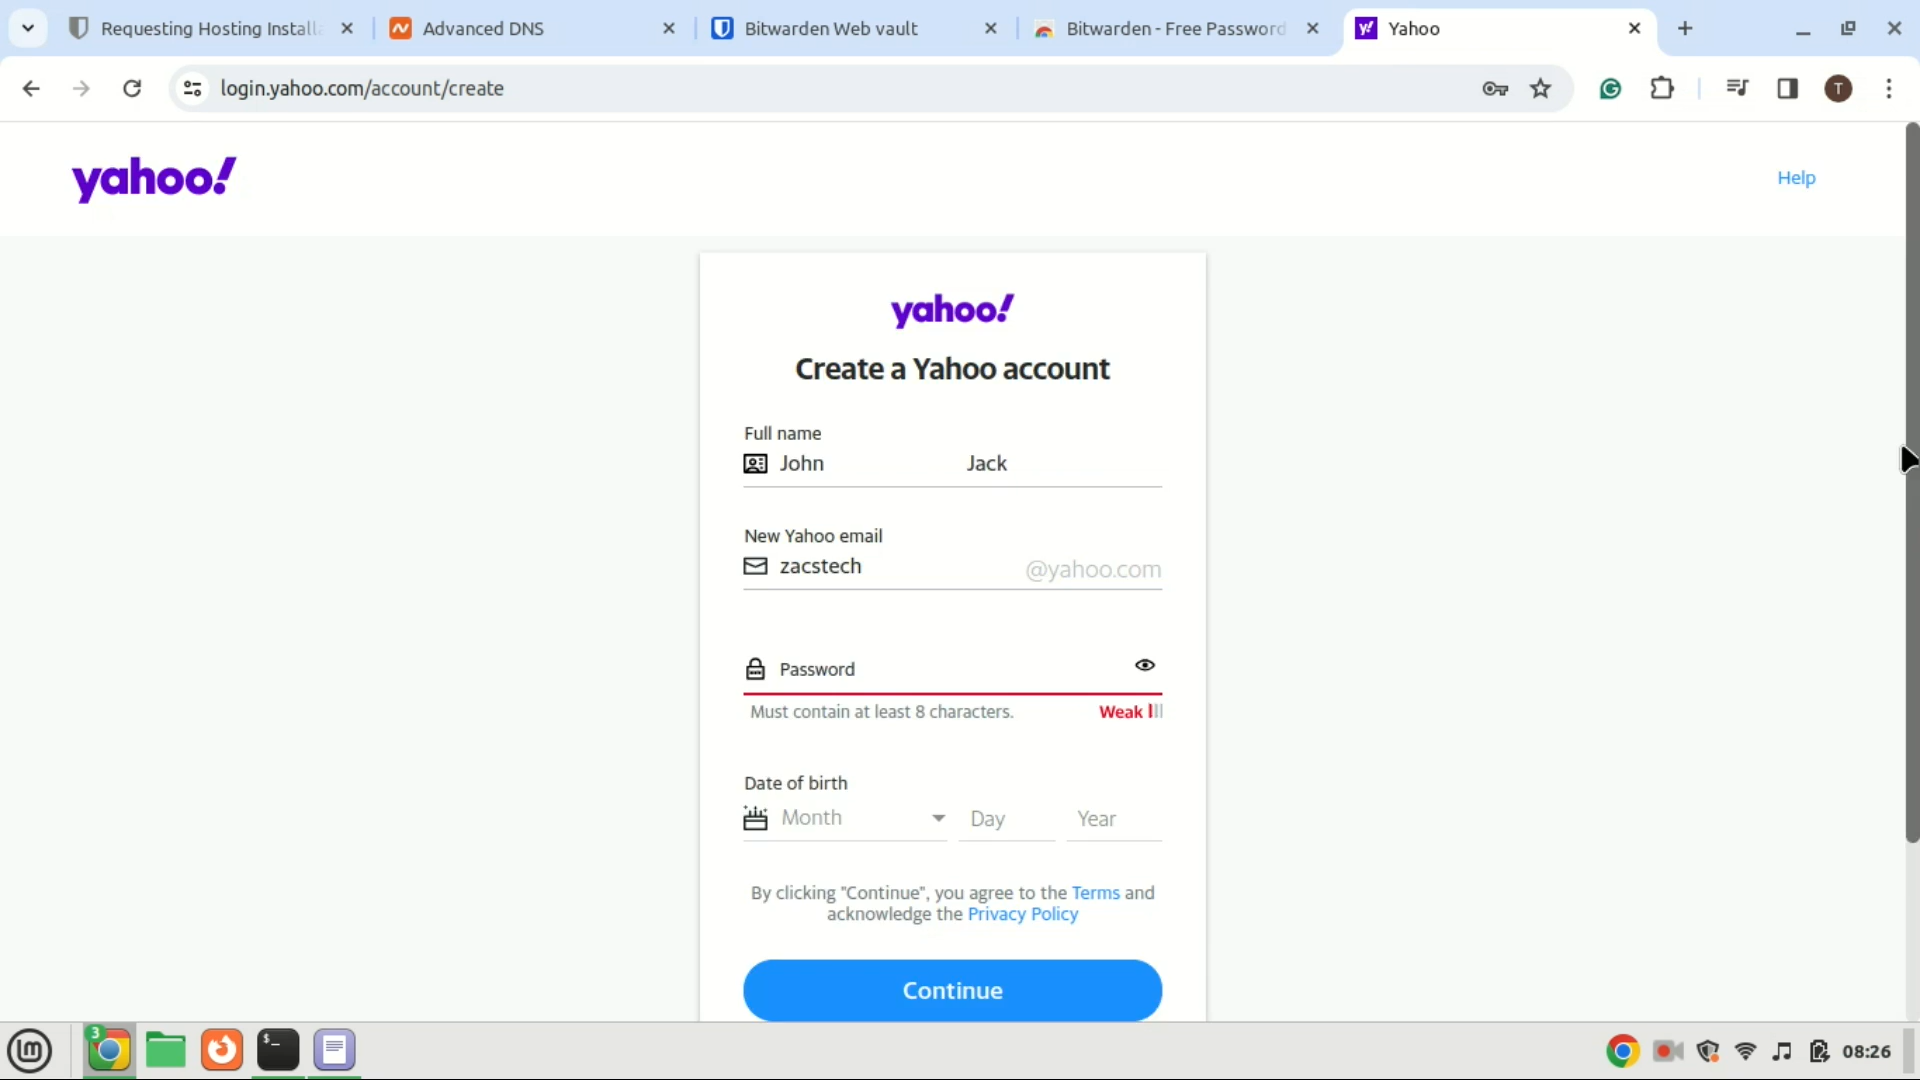 Requesting Hosting Install
Advanced DNS
Bitwarden Web vault
Bitwarden - Free Password
Yahoo
login.yahoo.com/account/create
T
yahoo!
Help
yahoo!
Create a Yahoo account
Full name
John Jack
New Yahoo email
zacstech @yahoo.com
Password
Must contain at least 8 characters. Weak
Date of birth
Month Day Year
By clicking "Continue", you agree to the Terms and
acknowledge the Privacy Policy
Continue
3
$_
08:26